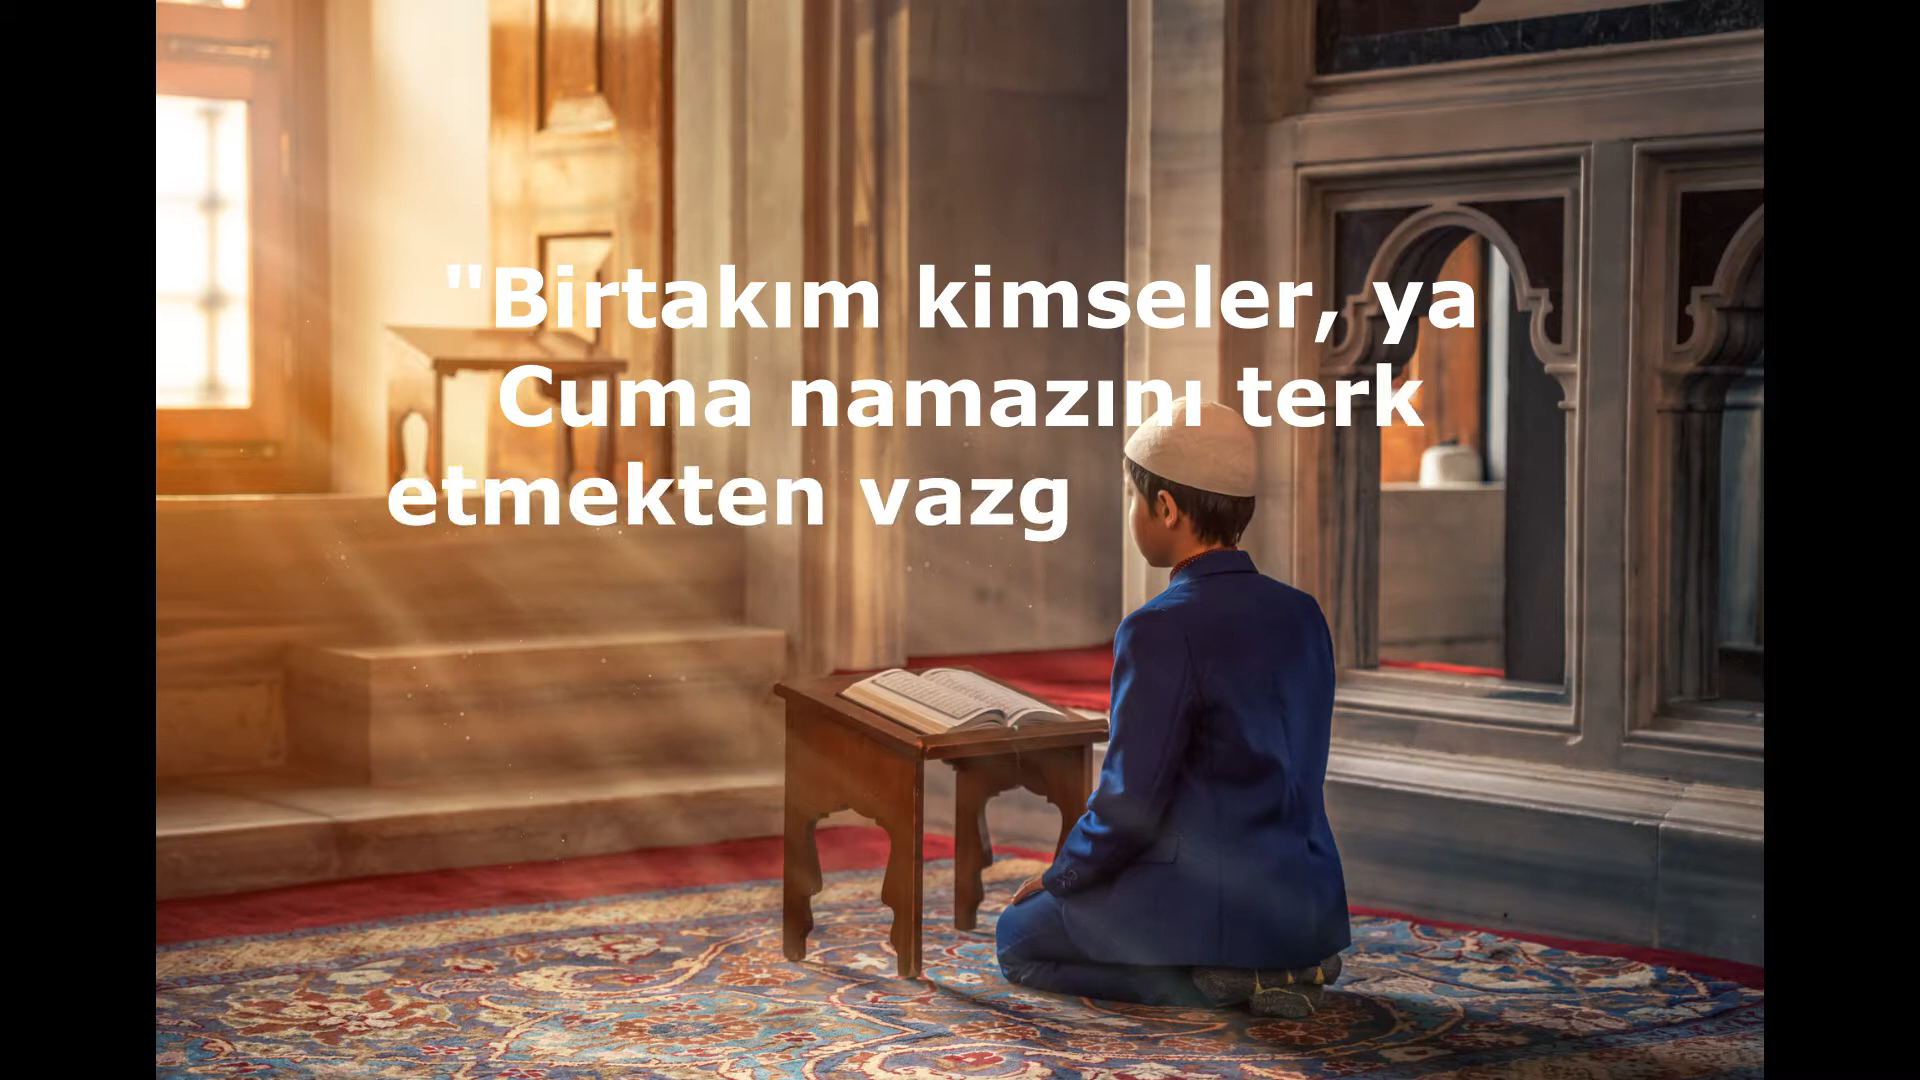 "Birtakım kimseler, ya
Cuma namazını terk
etmekten vazg